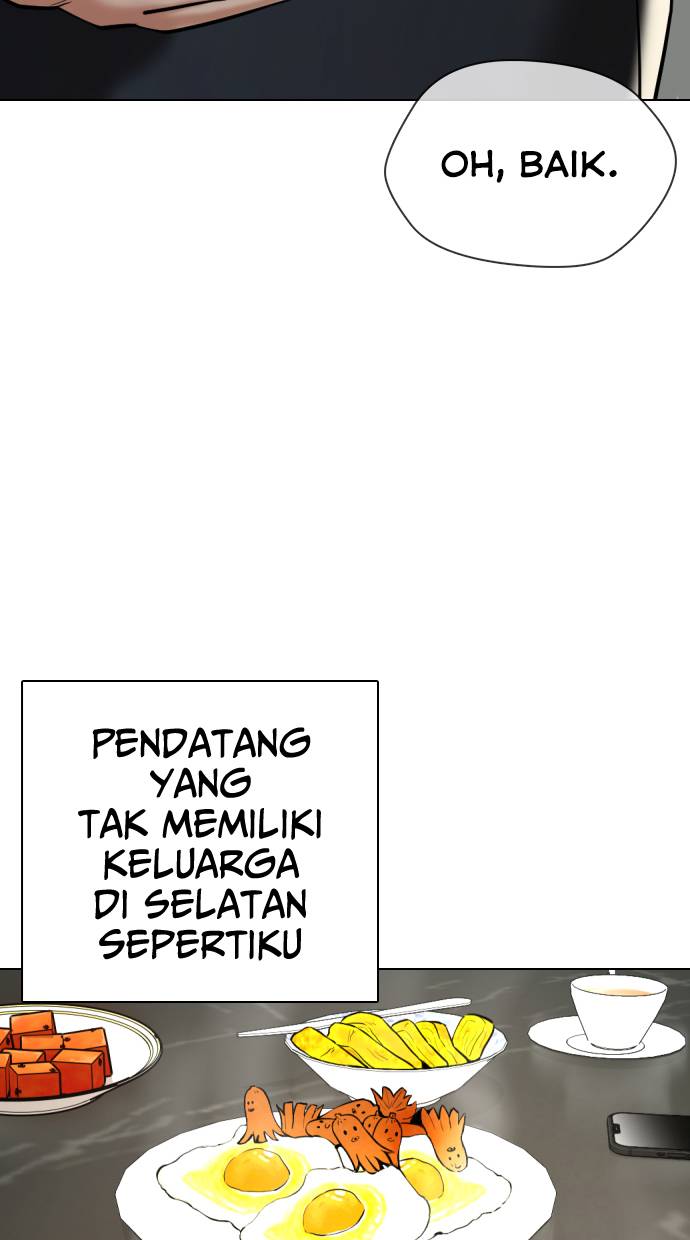 OH, BAIK.
PENDATANG
YANG
TAK MEMILIKI
KELUARGA
DI SELATAN
SEPERTIKU